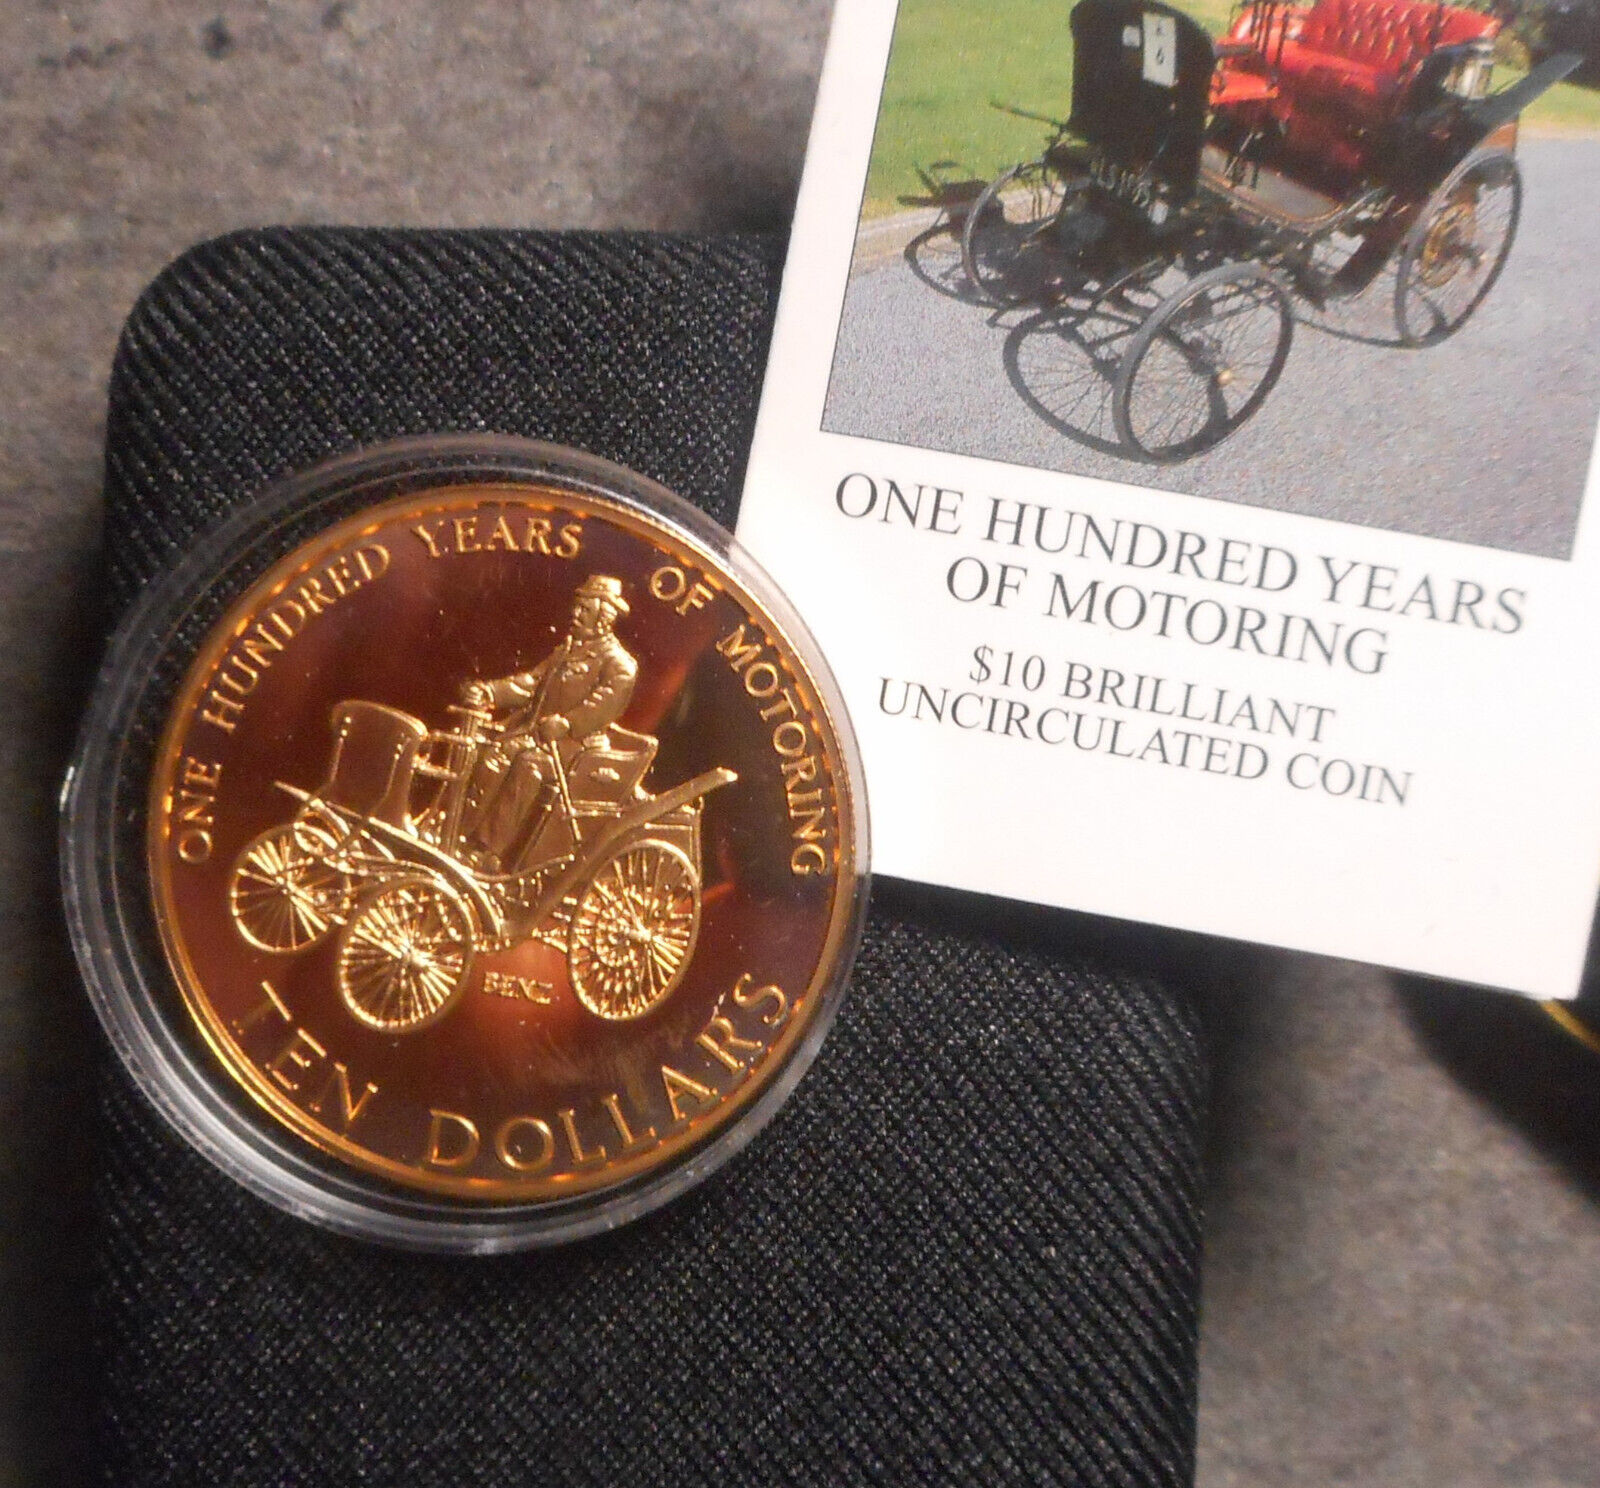 ONE HUNDRED YEARS OF MOTORING
BENZ
TEN DOLLARS
ONE HUNDRED YEARS
OF MOTORING
$10 BRILLIANT
UNCIRCULATED COIN